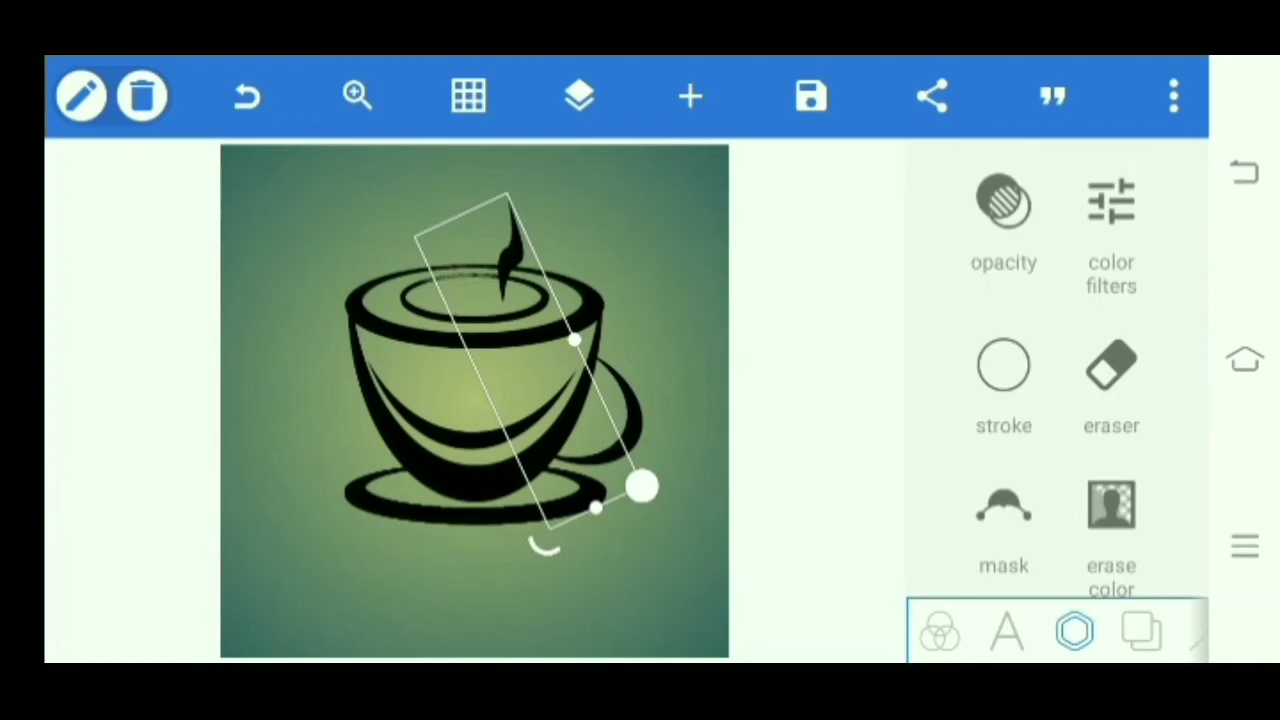 opacity
color
filters
stroke
eraser
mask
erase
color